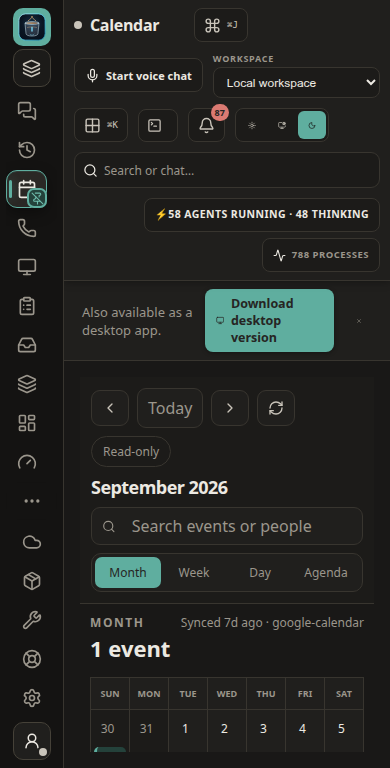 Calendar
⌘J
Start voice chat
WORKSPACE
Local workspace
⌘K
87
Search or chat...
⚡58 AGENTS RUNNING · 48 THINKING
788 PROCESSES
Also available as a
desktop app.
Download
desktop
version
Today
Read-only
September 2026
Search events or people
Month Week Day Agenda
MONTH Synced 7d ago · google-calendar
1 event
SUN MON TUE WED THU FRI SAT
30 31 1 2 3 4 5